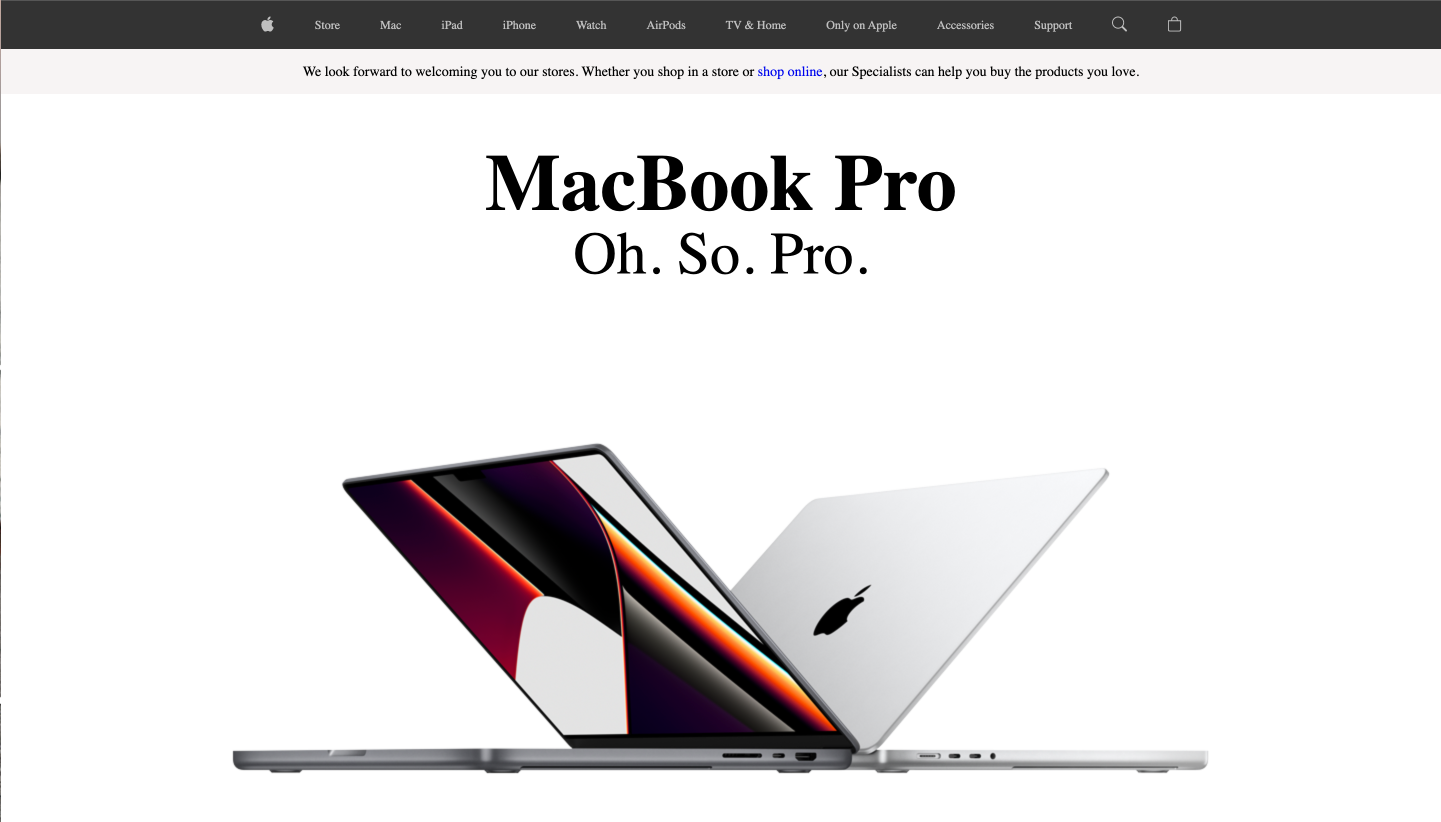 Store Mac iPad iPhone Watch AirPods TV & Home Only on Apple Accessories Support
We look forward to welcoming you to our stores. Whether you shop in a store or shop online, our Specialists can help you buy the products you love.
MacBook Pro
Oh. So. Pro.